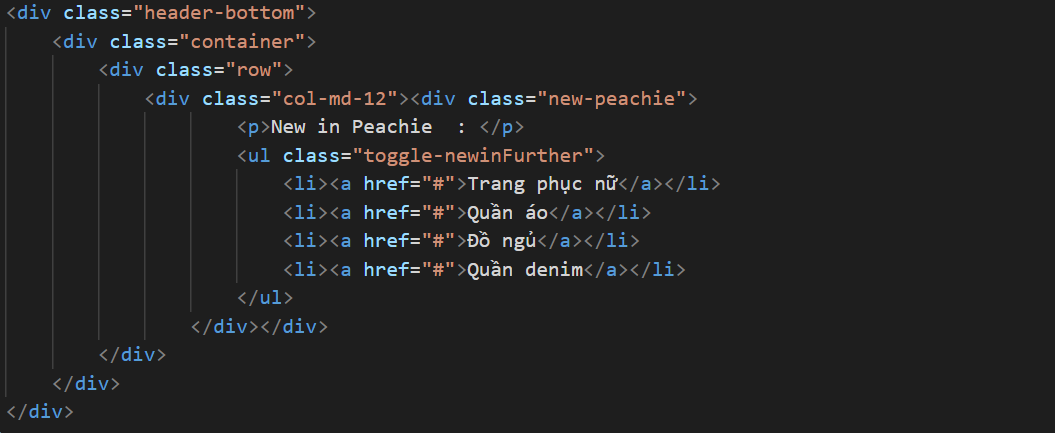 <div class="header-bottom">
    <div class="container">
        <div class="row">
            <div class="col-md-12"><div class="new-peachie">
                    <p>New in Peachie  : </p>
                    <ul class="toggle-newinFurther">
                        <li><a href="#">Trang phục nữ</a></li>
                        <li><a href="#">Quần áo</a></li>
                        <li><a href="#">Đồ ngủ</a></li>
                        <li><a href="#">Quần denim</a></li>
                    </ul>
                </div></div>
        </div>
    </div>
</div>